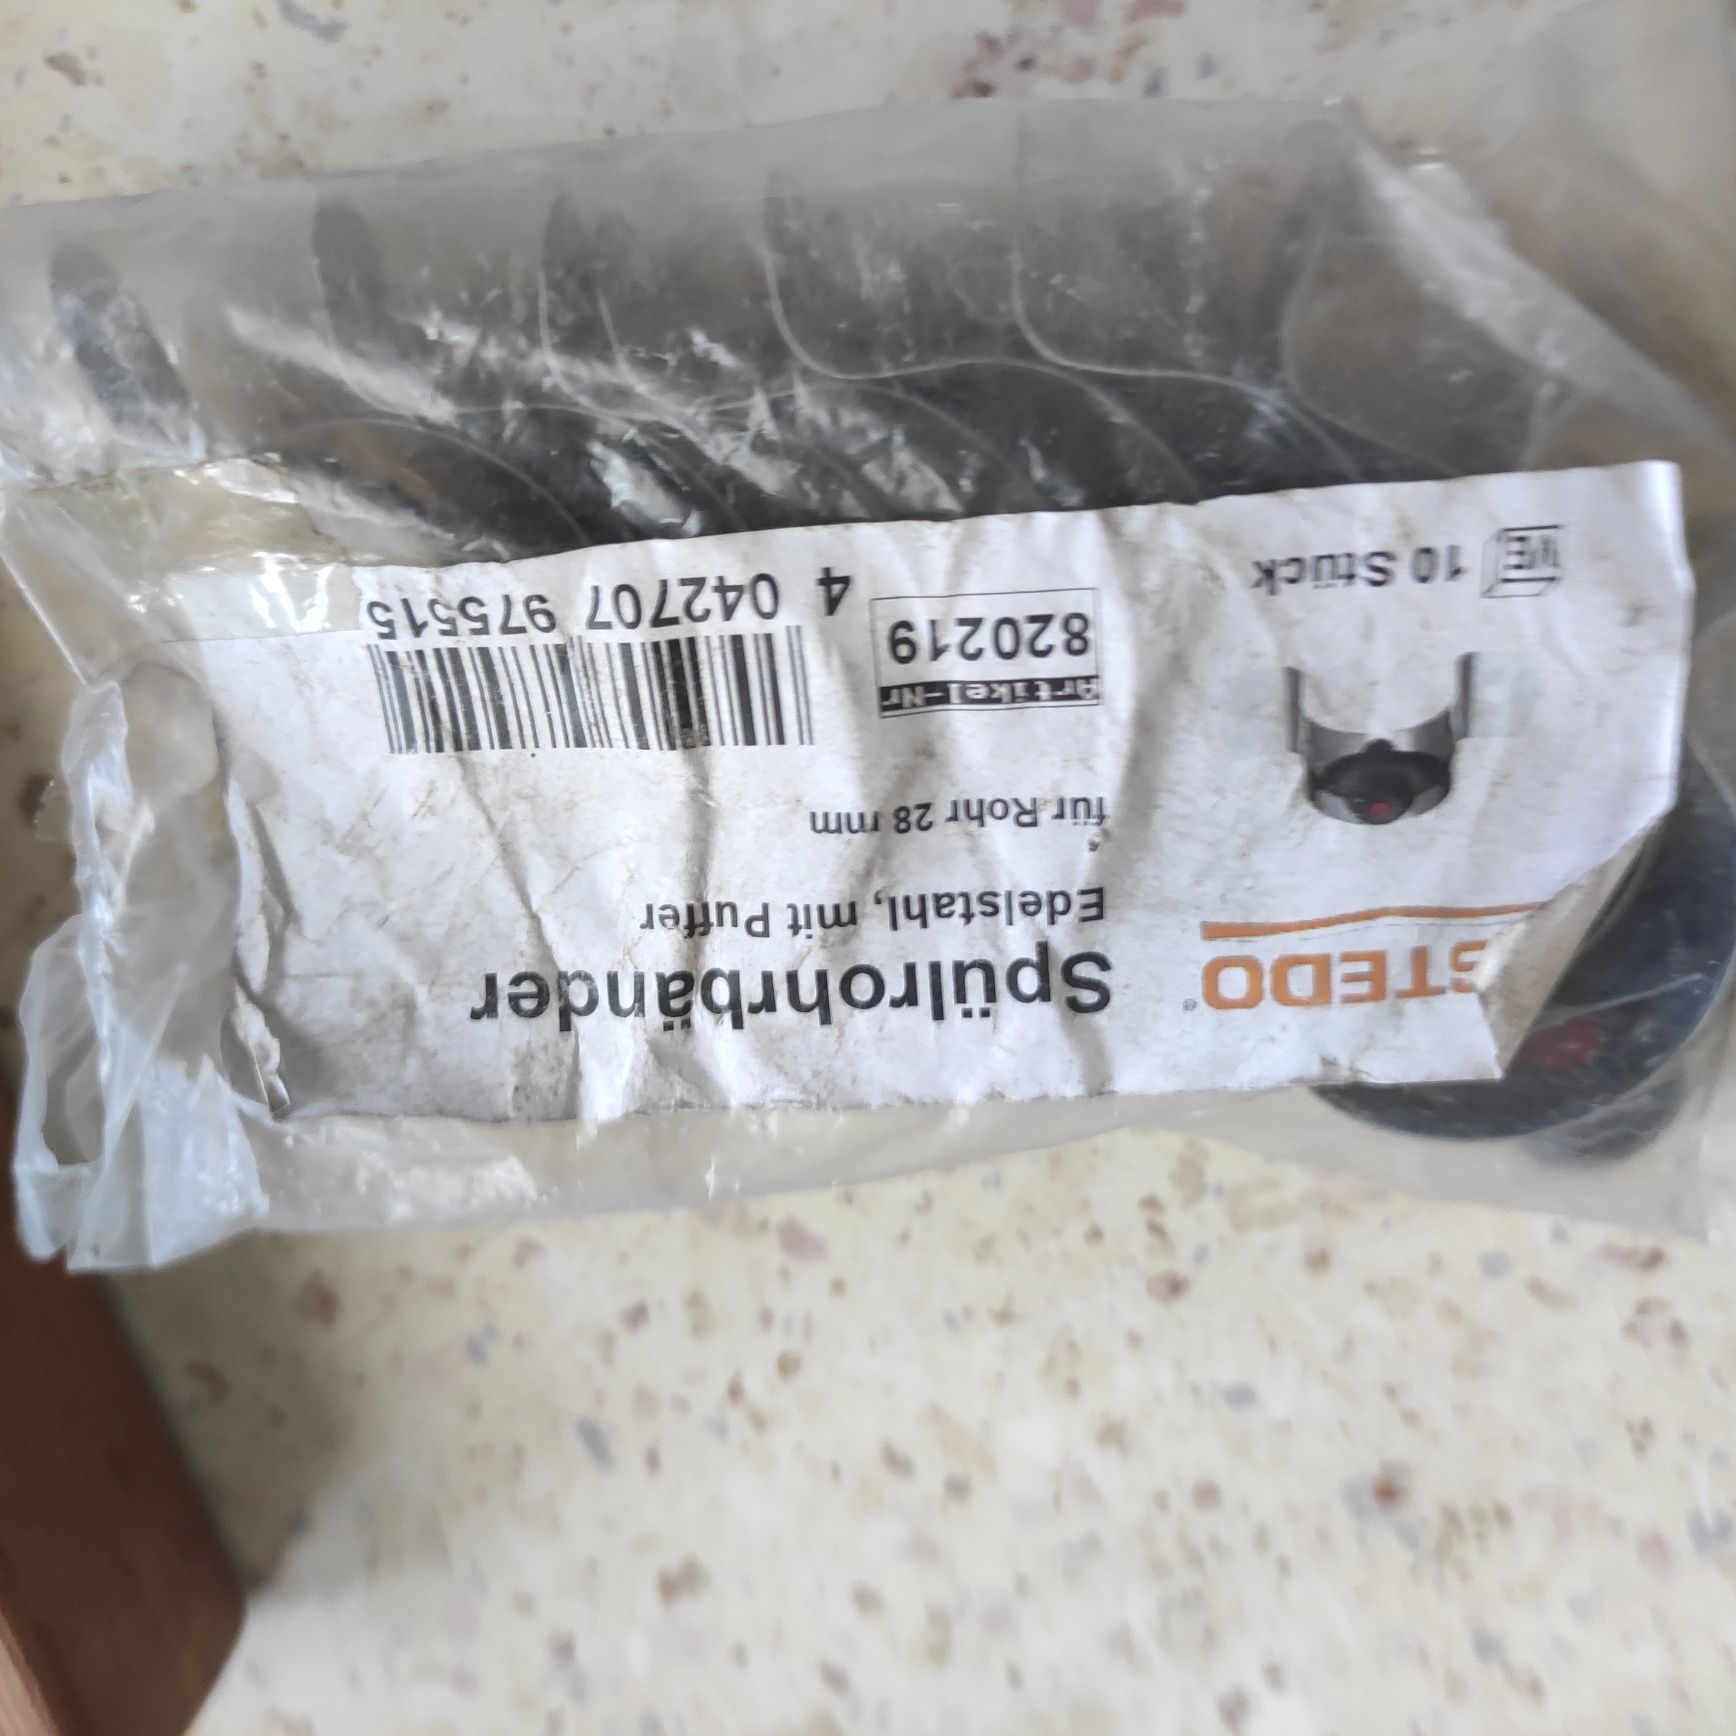 STEDO®
Spülrohrbänder
Edelstahl, mit Puffer
für Rohr 28 mm
Artikel-Nr
820219
4 042707 975515
VE 10 Stück